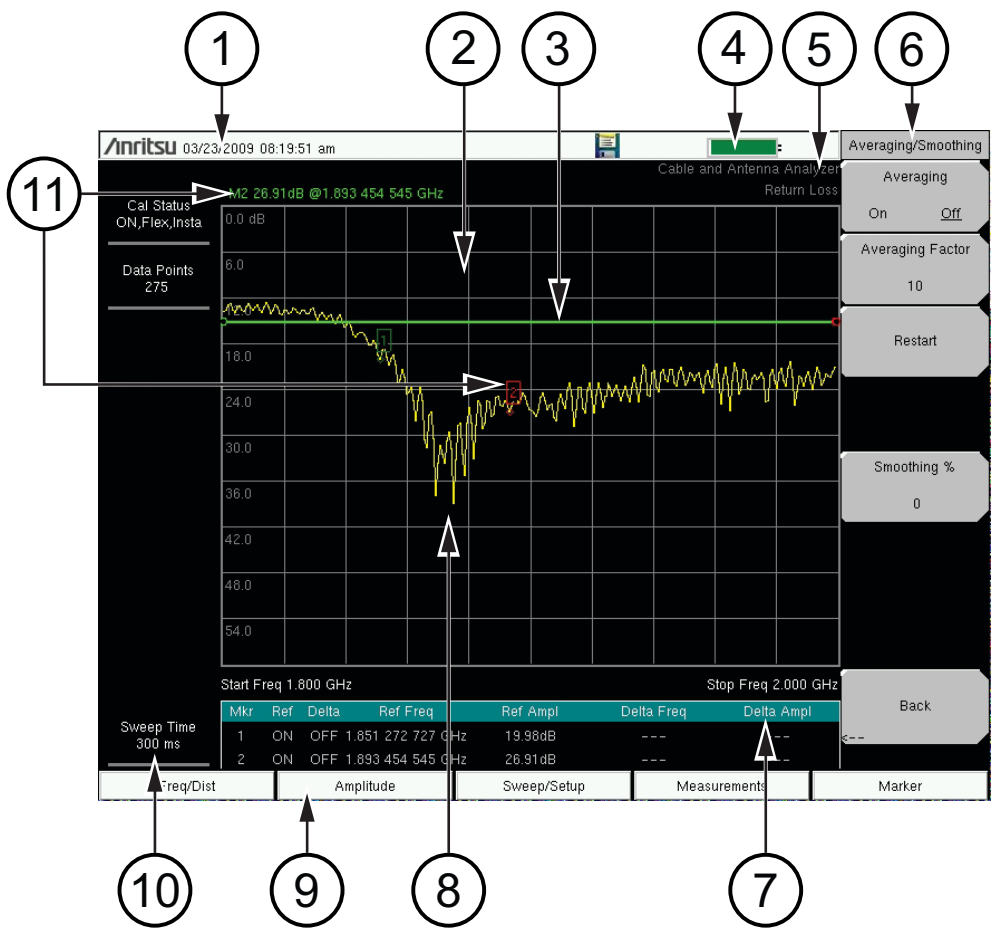 1 2 3 4 5 6
Anritsu 03/23/2009 08:19:51 am
Averaging/Smoothing
Cable and Antenna Analyzer
Return Loss
11
M2 26.91dB @1.893 454 545 GHz
Cal Status
ON,Flex,Insta
Data Points
275
0.0 dB
6.0
12.0
18.0
24.0
30.0
36.0
42.0
48.0
54.0
1
2
Averaging
On Off
Averaging Factor
10
Restart
Smoothing %
0
Back
<--
Start Freq 1.800 GHz Stop Freq 2.000 GHz
Mkr Ref Delta Ref Freq Ref Ampl Delta Freq Delta Ampl
1 ON OFF 1.851 272 727 GHz 19.98dB --- ---
2 ON OFF 1.893 454 545 GHz 26.91dB --- ---
Sweep Time
300 ms
Freq/Dist Amplitude Sweep/Setup Measurements Marker
10 9 8 7